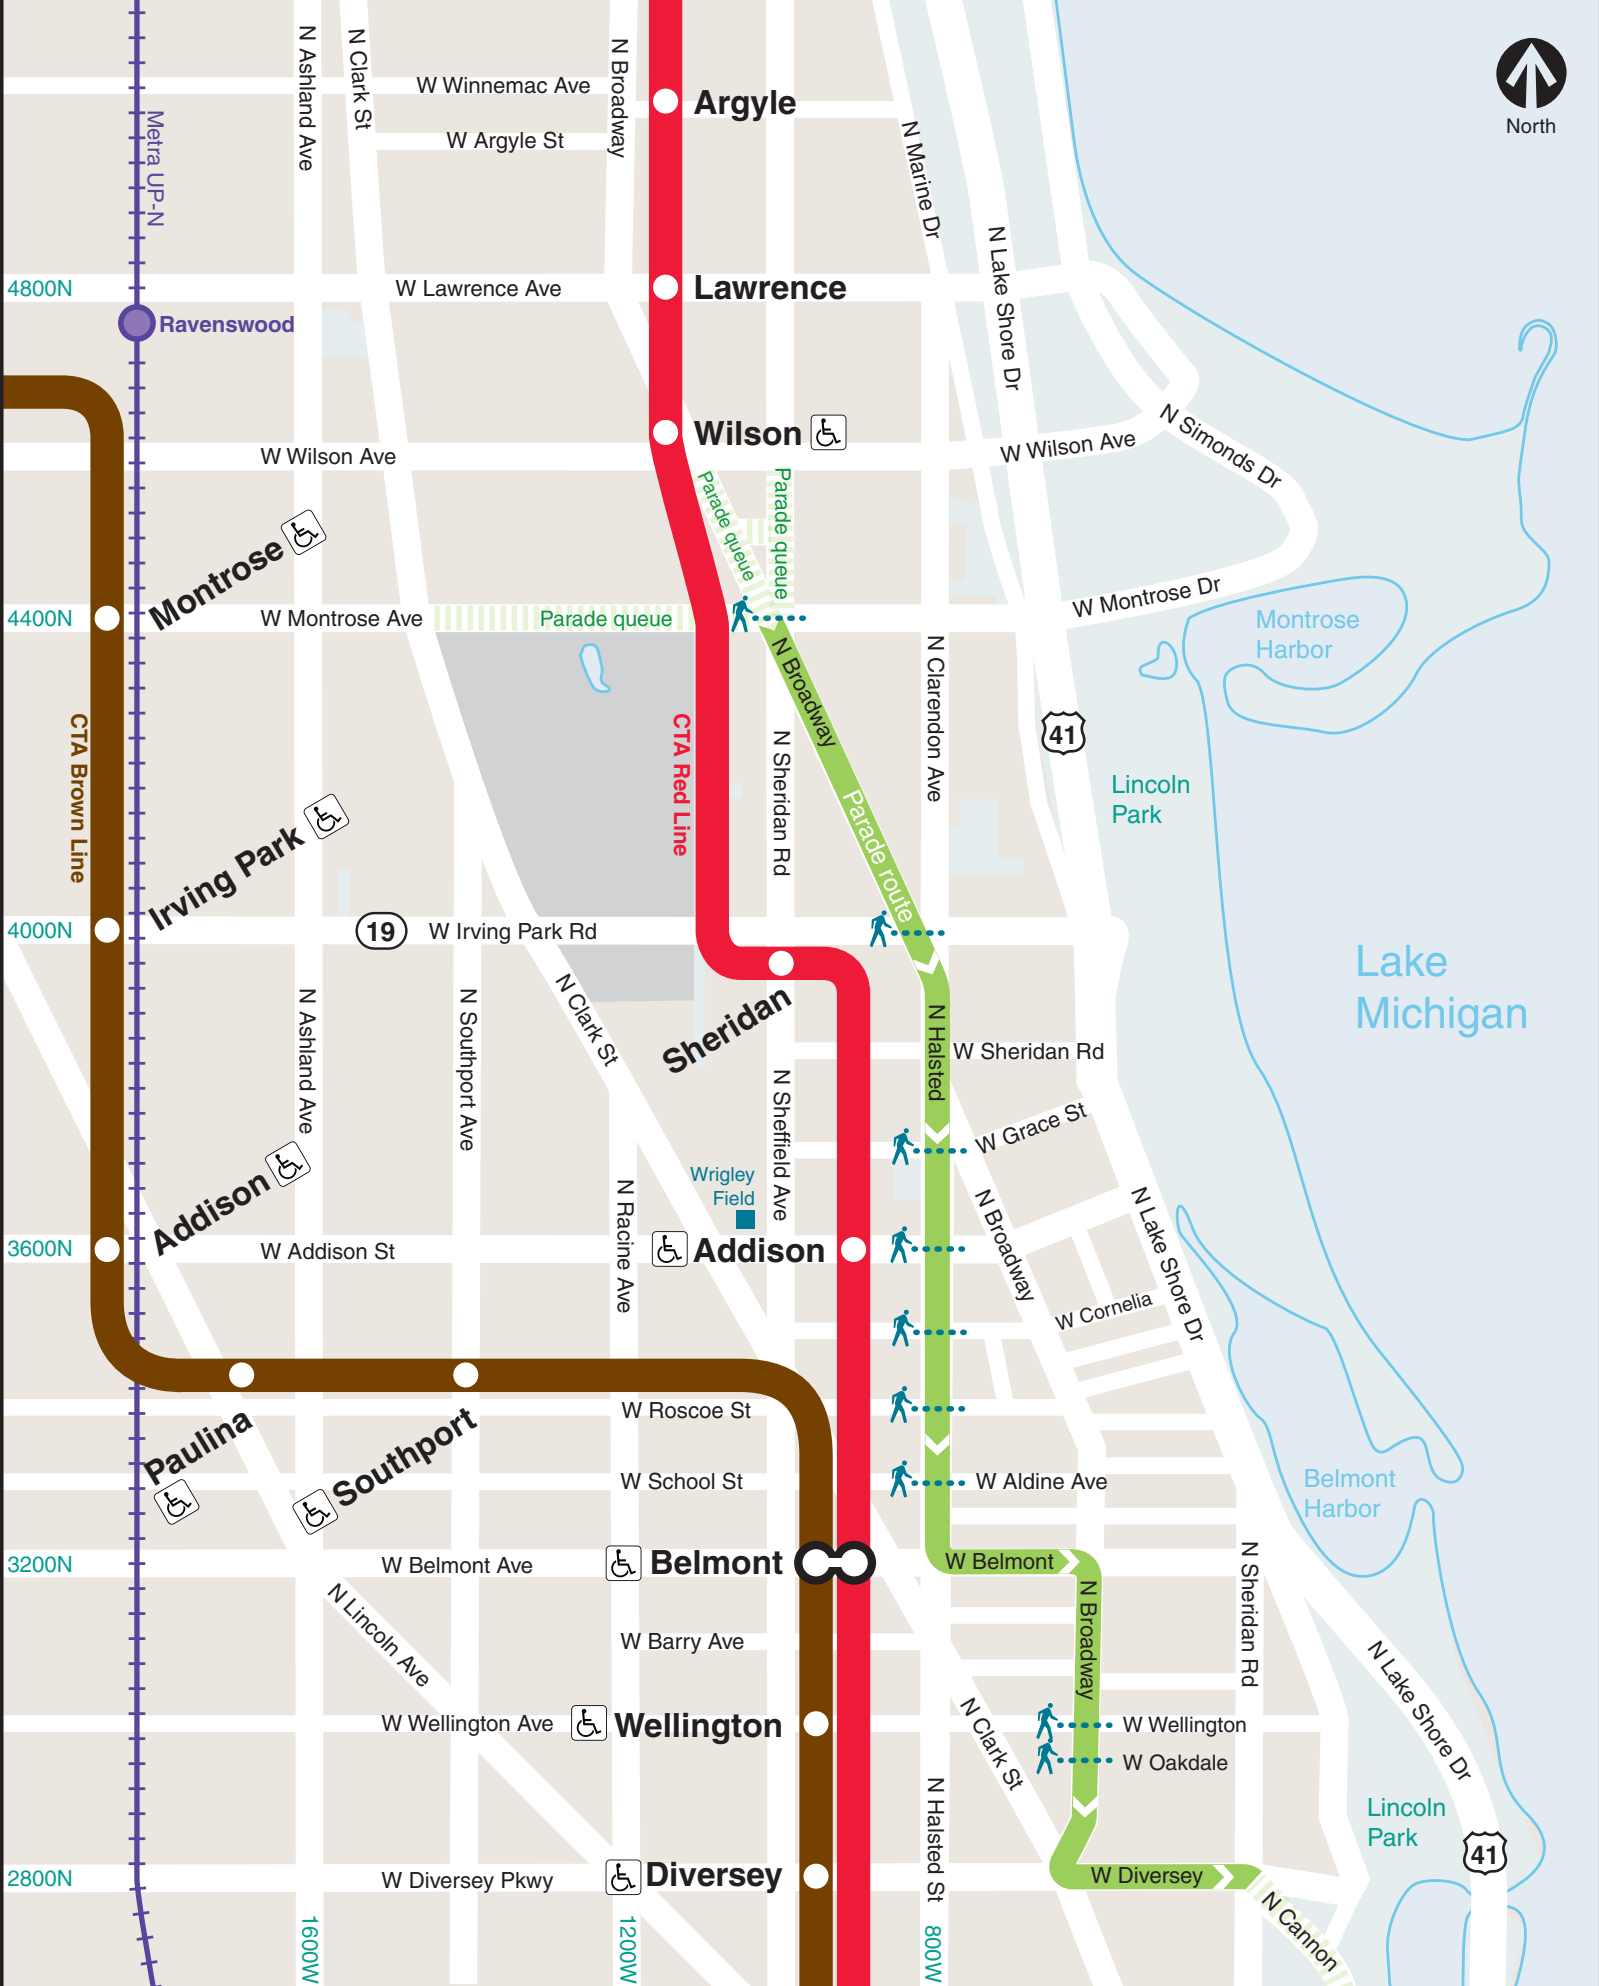 N Ashland Ave
N Clark St
N Broadway
W Winnemac Ave
Argyle
North
Metra UP-N
W Argyle St
N Marine Dr
4800N
W Lawrence Ave
Lawrence
N Lake Shore Dr
Ravenswood
Wilson
N Simonds Dr
W Wilson Ave
W Wilson Ave
Parade queue
Parade queue
Montrose
4400N
W Montrose Ave
Parade queue
W Montrose Dr
Montrose
Harbor
N Broadway
N Clarendon Ave
CTA Brown Line
CTA Red Line
N Sheridan Rd
41
Lincoln
Park
Parade route
Irving Park
4000N
19
W Irving Park Rd
Lake
Michigan
Sheridan
N Ashland Ave
N Southport Ave
N Clark St
N Halsted
W Sheridan Rd
N Sheffield Ave
W Grace St
Addison
Wrigley
Field
N Racine Ave
N Broadway
N Lake Shore Dr
3600N
W Addison St
Addison
W Cornelia
Paulina
Southport
W Roscoe St
W School St
W Aldine Ave
Belmont
Harbor
3200N
W Belmont Ave
Belmont
W Belmont
N Lincoln Ave
N Broadway
N Sheridan Rd
W Barry Ave
N Lake Shore Dr
N Clark St
W Wellington Ave
Wellington
W Wellington
W Oakdale
Lincoln
Park
41
N Halsted St
2800N
W Diversey Pkwy
Diversey
W Diversey
N Cannon
1600W
1200W
800W